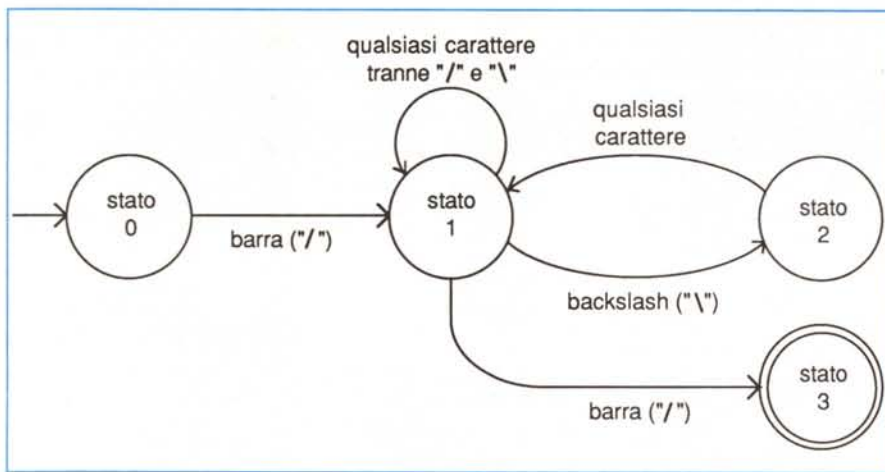 qualsiasi carattere
tranne "/" e "\"
qualsiasi
carattere
stato
0
barra ("/")
stato
1
stato
2
backslash ("\")
stato
3
barra ("/")